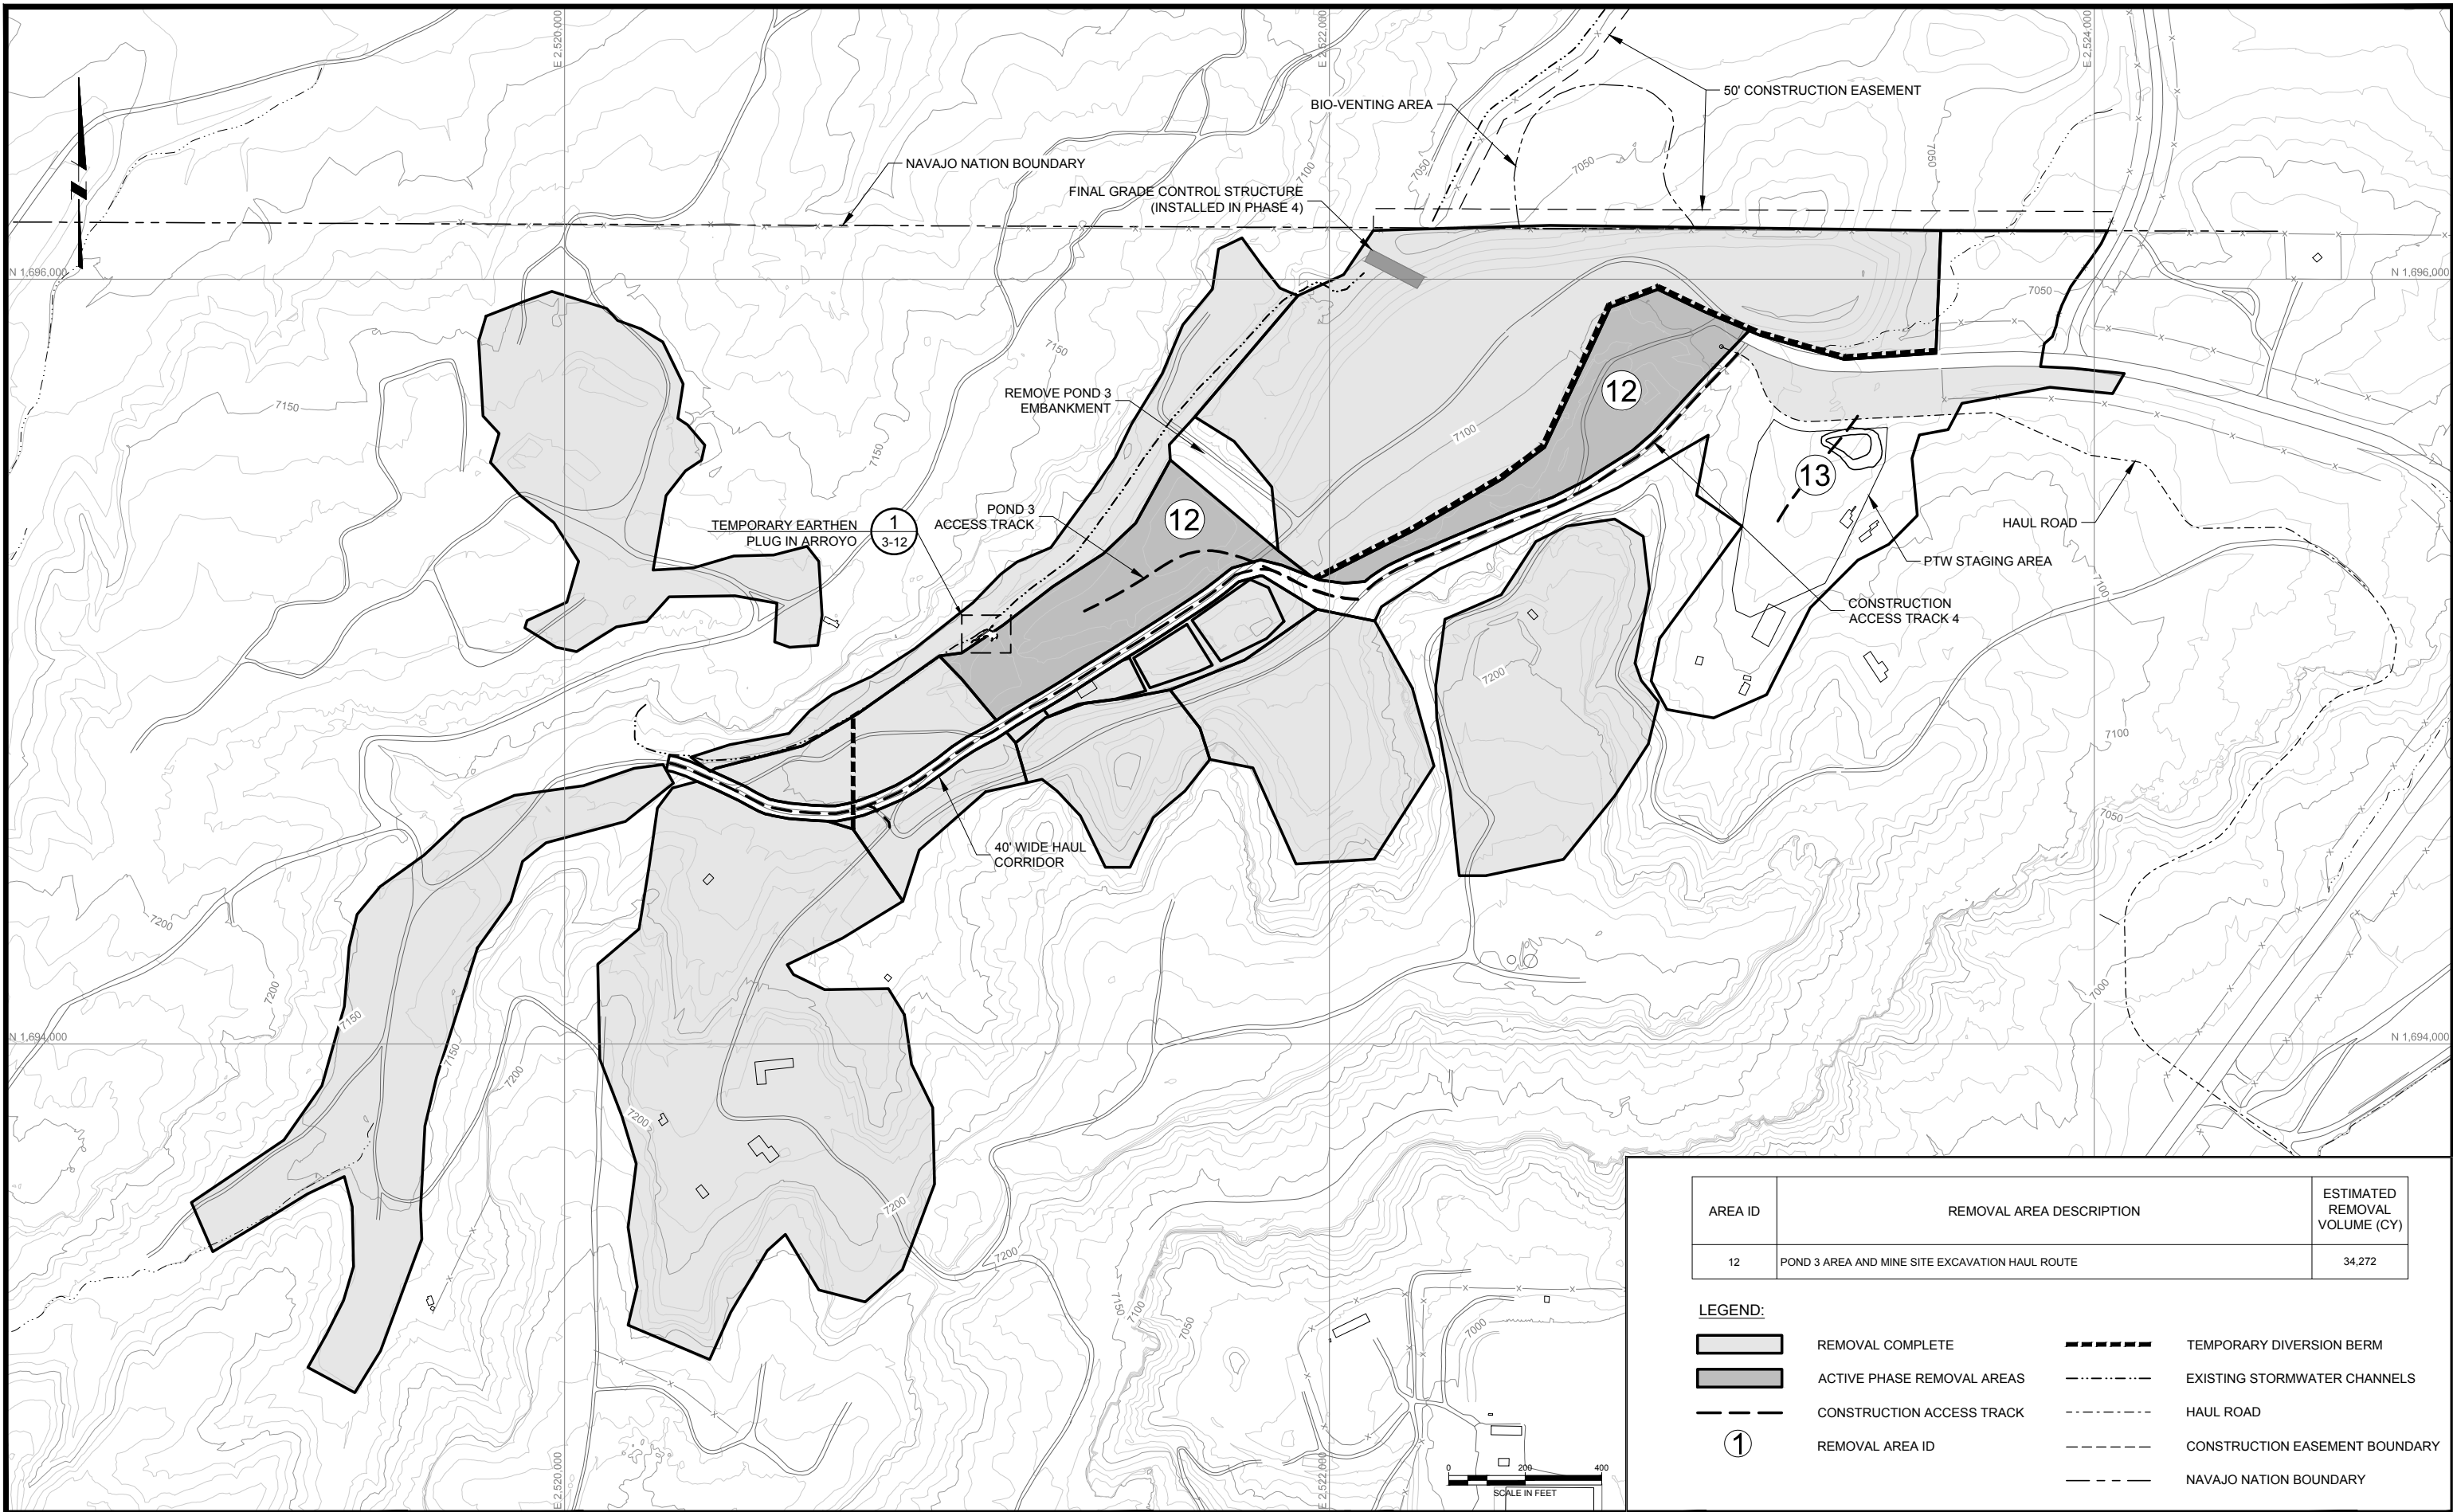 E 2,520,000
E 2,522,000
E 2,524,000
50' CONSTRUCTION EASEMENT
BIO-VENTING AREA
NAVAJO NATION BOUNDARY
7050
7050
7050
7100
FINAL GRADE CONTROL STRUCTURE
(INSTALLED IN PHASE 4)
N
N 1,696,000
N 1,696,000
7050
7150
REMOVE POND 3
EMBANKMENT
12
7150
7100
7150
13
POND 3
ACCESS TRACK
12
TEMPORARY EARTHEN
PLUG IN ARROYO
1
3-12
HAUL ROAD
PTW STAGING AREA
7100
CONSTRUCTION
ACCESS TRACK 4
7200
7100
7050
40' WIDE HAUL
CORRIDOR
7200
7200
7150
7000
N 1,694,000
N 1,694,000
7150
7200
7200
7200
7200
7150
7100
7050
7000
E 2,520,000
E 2,522,000
0 200 400
SCALE IN FEET
AREA ID
REMOVAL AREA DESCRIPTION
ESTIMATED
REMOVAL
VOLUME (CY)
12 POND 3 AREA AND MINE SITE EXCAVATION HAUL ROUTE 34,272
LEGEND:
REMOVAL COMPLETE
ACTIVE PHASE REMOVAL AREAS
CONSTRUCTION ACCESS TRACK
1 REMOVAL AREA ID
TEMPORARY DIVERSION BERM
EXISTING STORMWATER CHANNELS
HAUL ROAD
CONSTRUCTION EASEMENT BOUNDARY
NAVAJO NATION BOUNDARY